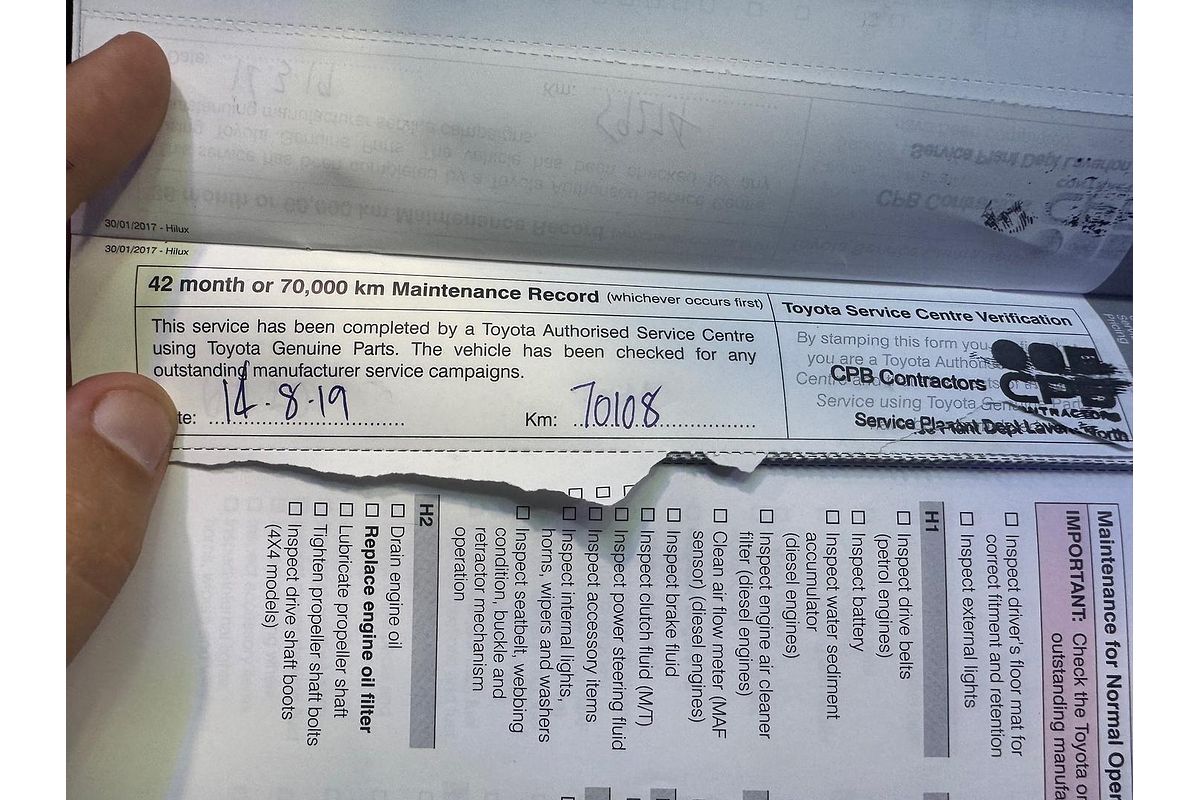 30/01/2017 - Hilux
30/01/2017 - Hilux
42 month or 70,000 km Maintenance Record (whichever occurs first)
This service has been completed by a Toyota Authorised Service Centre
using Toyota Genuine Parts. The vehicle has been checked for any
outstanding manufacturer service campaigns.
te: 14.8.19
Km: 70108
Toyota Service Centre Verification
By stamping this form you
you are a Toyota
Service using Toyota
CPB Contractors
CPB
Service Dept
Maintenance for Normal Oper
IMPORTANT: Check the Toyota or
outstanding manufa
□ Inspect driver's floor mat for
correct fitment and retention
□ Inspect external lights
H1
□ Inspect drive belts
(petrol engines)
□ Inspect battery
□ Inspect water sediment
accumulator
(diesel engines)
□ Inspect engine air cleaner
filter (diesel engines)
□ Clean air flow meter (MAF
sensor) (diesel engines)
□ Inspect brake fluid
□ Inspect clutch fluid (M/T)
□ Inspect power steering fluid
□ Inspect accessory items
□ Inspect internal lights,
horns, wipers and washers
□ Inspect seatbelt, webbing
condition, buckle and
retractor mechanism
operation
H2
□ Drain engine oil
□ Replace engine oil filter
□ Lubricate propeller shaft
□ Tighten propeller shaft bolts
□ Inspect drive shaft boots
(4X4 models)